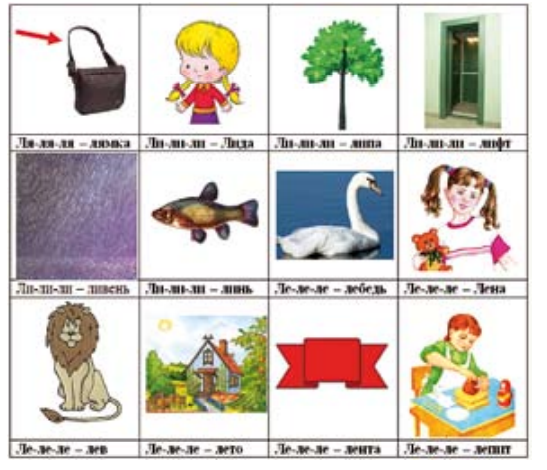 Ля-ля-ля – лямка
Ли-ли-ли – Лида
Ли-ли-ли – липа
Ли-ли-ли – лифт
Ли-ли-ли – ливень
Ли-ли-ли – линь
Ле-ле-ле – лебедь
Ле-ле-ле – Лена
Ле-ле-ле – лев
Ле-ле-ле – лето
Ле-ле-ле – лента
Ле-ле-ле – лепит